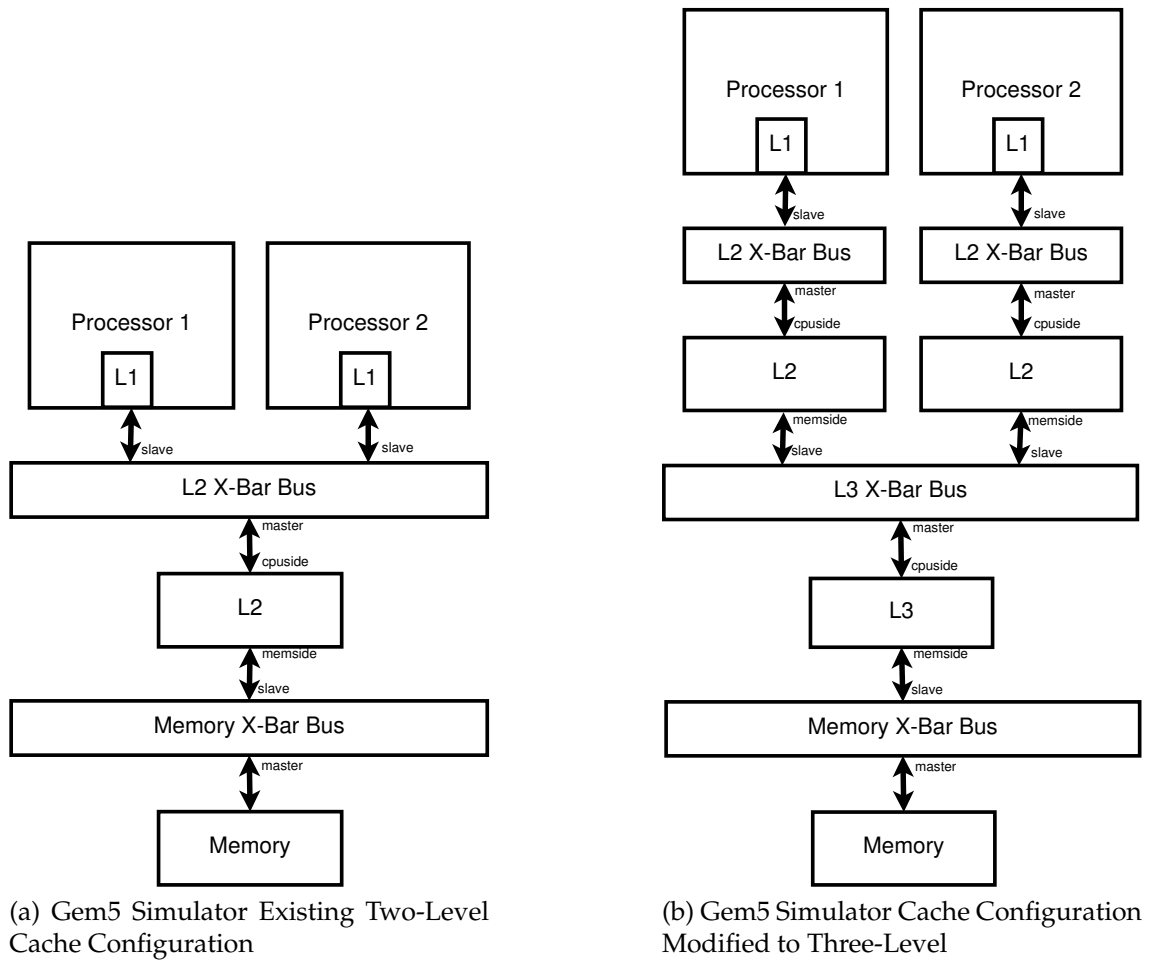 Processor 1
L1
Processor 2
L1
slave
slave
L2 X-Bar Bus
master
cpuside
L2
memside
slave
Memory X-Bar Bus
master
Memory
(a) Gem5 Simulator Existing Two-Level
Cache Configuration
Processor 1
L1
Processor 2
L1
slave
slave
L2 X-Bar Bus
L2 X-Bar Bus
master
master
cpuside
cpuside
L2
L2
memside
memside
slave
slave
L3 X-Bar Bus
master
cpuside
L3
memside
slave
Memory X-Bar Bus
master
Memory
(b) Gem5 Simulator Cache Configuration
Modified to Three-Level